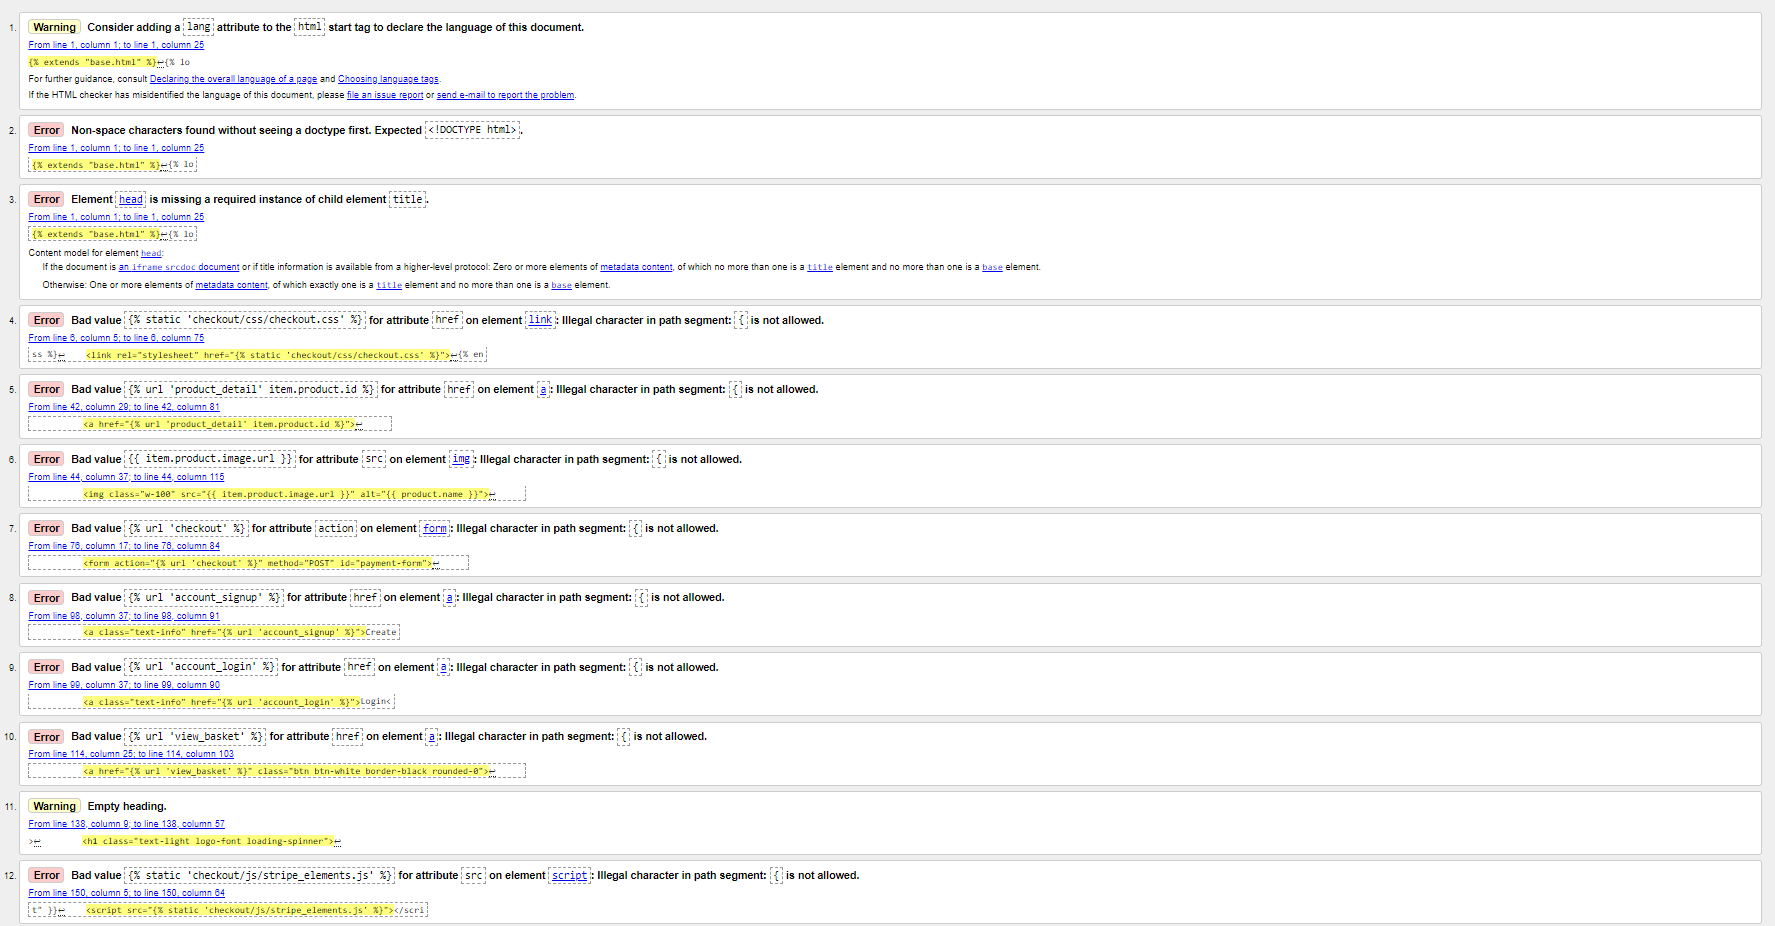 1. Warning Consider adding a lang attribute to the html start tag to declare the language of this document.
From line 1, column 1; to line 1, column 25
{% extends "base.html" %}↩{% lo
For further guidance, consult Declaring the overall language of a page and Choosing language tags.
If the HTML checker has misidentified the language of this document, please file an issue report or send e-mail to report the problem.
2. Error Non-space characters found without seeing a doctype first. Expected <!DOCTYPE html>.
From line 1, column 1; to line 1, column 25
{% extends "base.html" %}↩{% lo
3. Error Element head is missing a required instance of child element title.
From line 1, column 1; to line 1, column 25
{% extends "base.html" %}↩{% lo
Content model for element head:
If the document is an iframe srcdoc document or if title information is available from a higher-level protocol: Zero or more elements of metadata content, of which no more than one is a title element and no more than one is a base element.
Otherwise: One or more elements of metadata content, of which exactly one is a title element and no more than one is a base element.
4. Error Bad value {% static 'checkout/css/checkout.css' %} for attribute href on element link: Illegal character in path segment: { is not allowed.
From line 6, column 5; to line 6, column 75
ss %}↩ <link rel="stylesheet" href="{% static 'checkout/css/checkout.css' %}">↩{% en
5. Error Bad value {% url 'product_detail' item.product.id %} for attribute href on element a: Illegal character in path segment: { is not allowed.
From line 42, column 29; to line 42, column 81
<a href="{% url 'product_detail' item.product.id %}">↩
6. Error Bad value {{ item.product.image.url }} for attribute src on element img: Illegal character in path segment: { is not allowed.
From line 44, column 37; to line 44, column 115
<img class="w-100" src="{{ item.product.image.url }}" alt="{{ product.name }}">↩
7. Error Bad value {% url 'checkout' %} for attribute action on element form: Illegal character in path segment: { is not allowed.
From line 76, column 17; to line 76, column 84
<form action="{% url 'checkout' %}" method="POST" id="payment-form">↩
8. Error Bad value {% url 'account_signup' %} for attribute href on element a: Illegal character in path segment: { is not allowed.
From line 98, column 37; to line 98, column 91
<a class="text-info" href="{% url 'account_signup' %}">Create
9. Error Bad value {% url 'account_login' %} for attribute href on element a: Illegal character in path segment: { is not allowed.
From line 99, column 37; to line 99, column 90
<a class="text-info" href="{% url 'account_login' %}">Login<
10. Error Bad value {% url 'view_basket' %} for attribute href on element a: Illegal character in path segment: { is not allowed.
From line 114, column 25; to line 114, column 103
<a href="{% url 'view_basket' %}" class="btn btn-white border-black rounded-0">↩
11. Warning Empty heading.
From line 138, column 9; to line 138, column 57
>↩ <h1 class="text-light logo-font loading-spinner">↩
12. Error Bad value {% static 'checkout/js/stripe_elements.js' %} for attribute src on element script: Illegal character in path segment: { is not allowed.
From line 150, column 5; to line 150, column 64
t" }}↩ <script src="{% static 'checkout/js/stripe_elements.js' %}"></scri